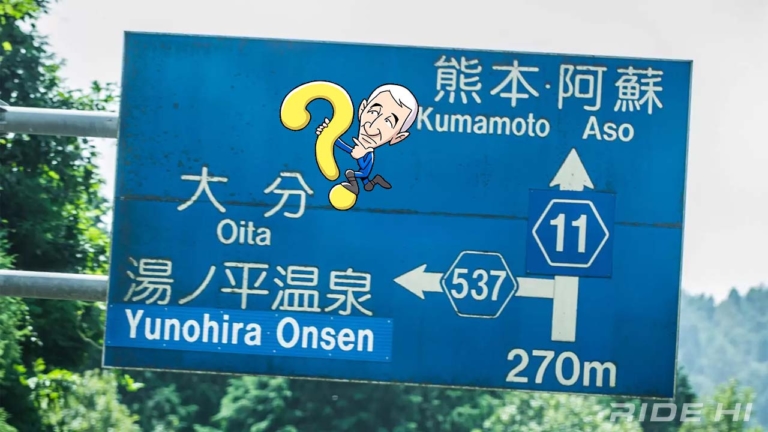 熊本・阿蘇
Kumamoto Aso
大分
Oita
11
湯ノ平温泉
Yunohira Onsen
537
270m
RIDE HI
?